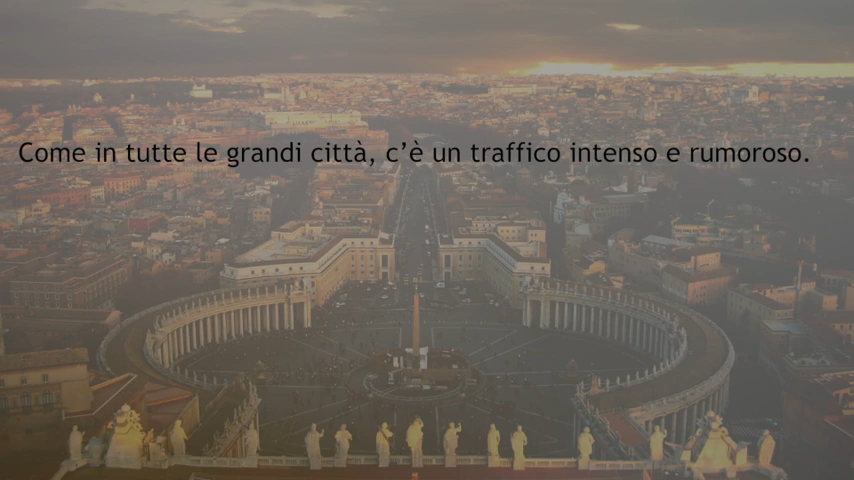 Come in tutte le grandi città, c’è un traffico intenso e rumoroso.